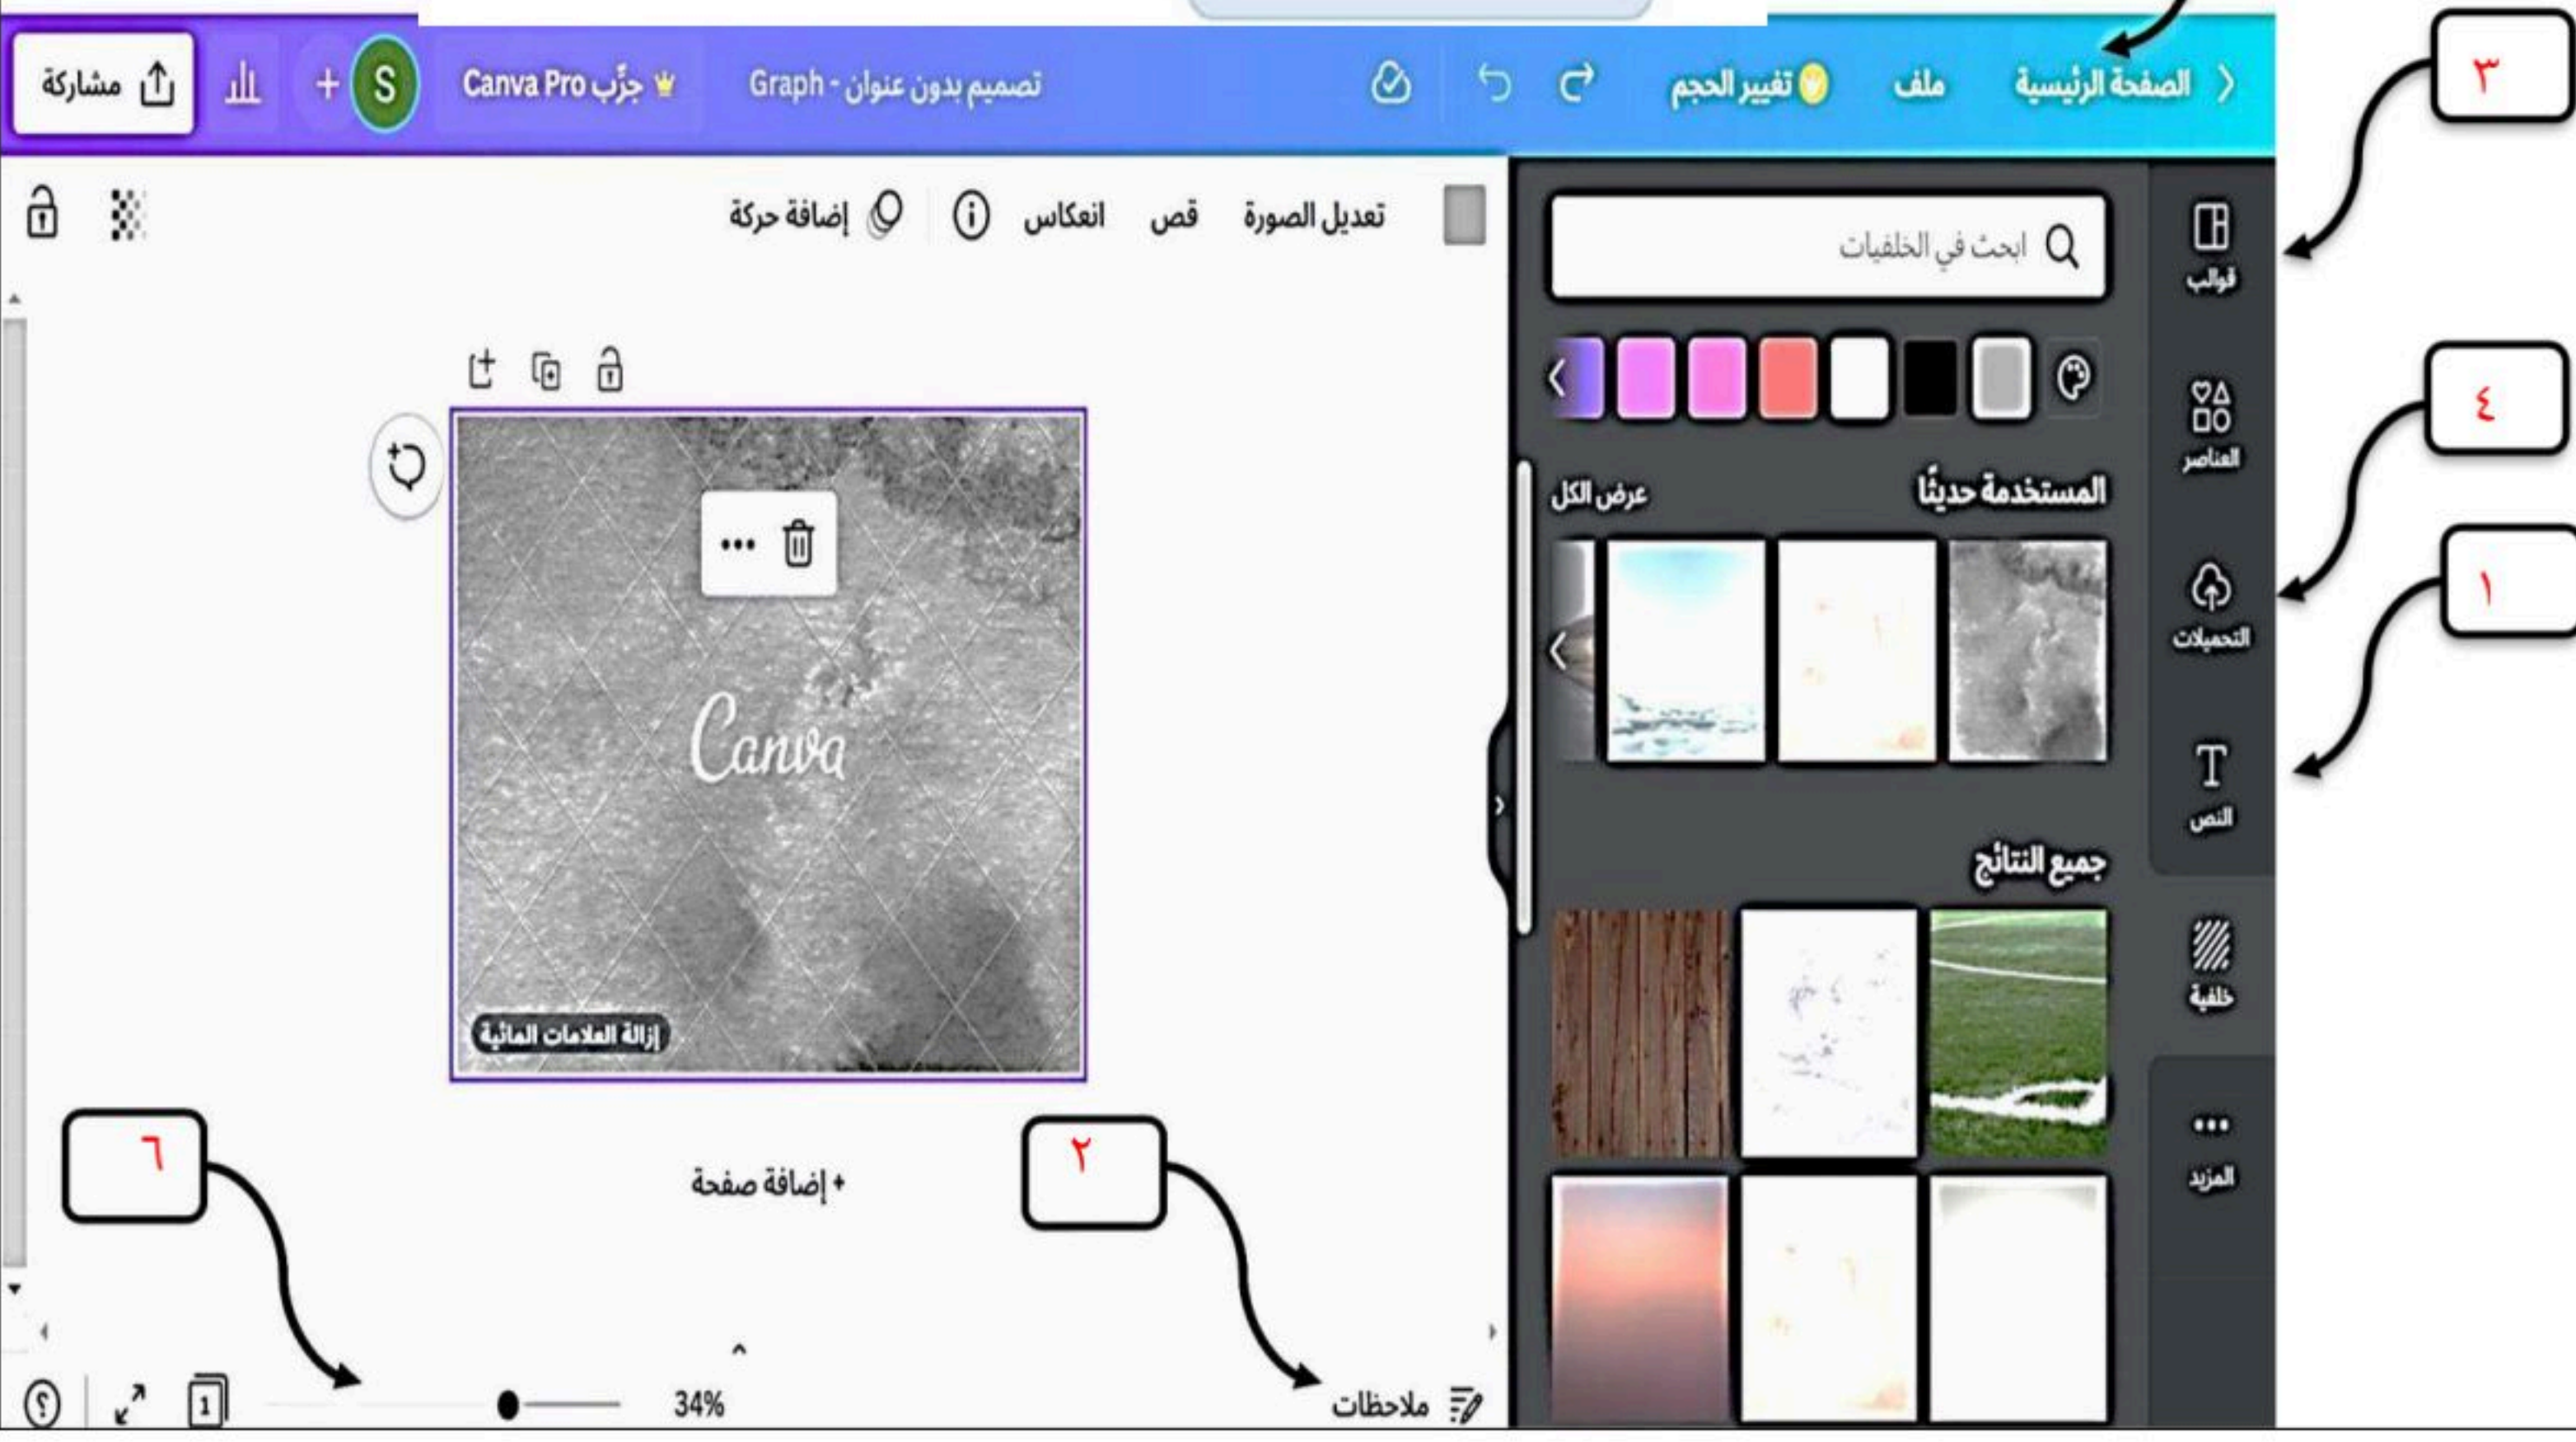 الصفحة الرئيسية
ملف
تغيير الحجم
تصميم بدون عنوان - Graph
جرِّب Canva Pro
S
+
مشاركة
٣
ابحث في الخلفيات
تعديل الصورة
قص
انعكاس
إضافة حركة
قوالب
العناصر
٤
المستخدمة حديثًا
عرض الكل
التحميلات
١
Canva
النص
جميع النتائج
خلفية
إزالة العلامات المائية
المزيد
+ إضافة صفحة
٢
٦
ملاحظات
34%
1
؟